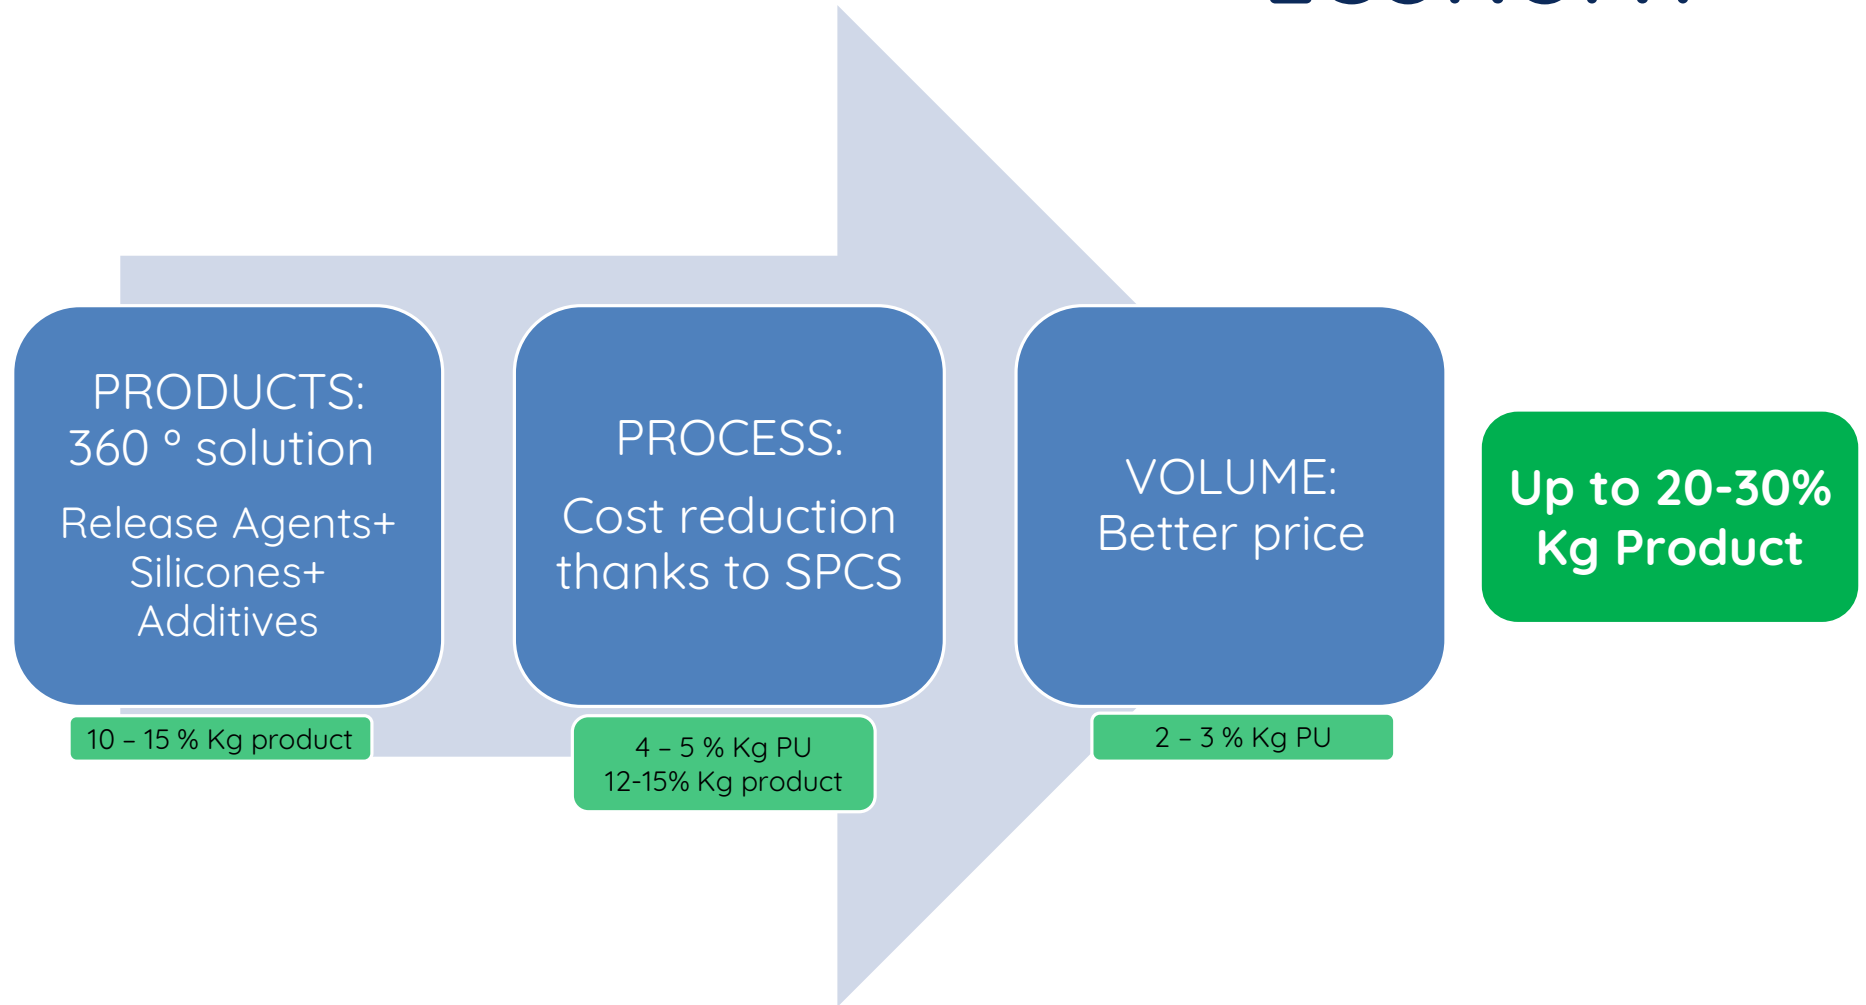 PRODUCTS:
360 º solution
Release Agents+
Silicones+
Additives
10 – 15 % Kg product
PROCESS:
Cost reduction
thanks to SPCS
4 – 5 % Kg PU
12-15% Kg product
VOLUME:
Better price
2 – 3 % Kg PU
Up to 20-30%
Kg Product